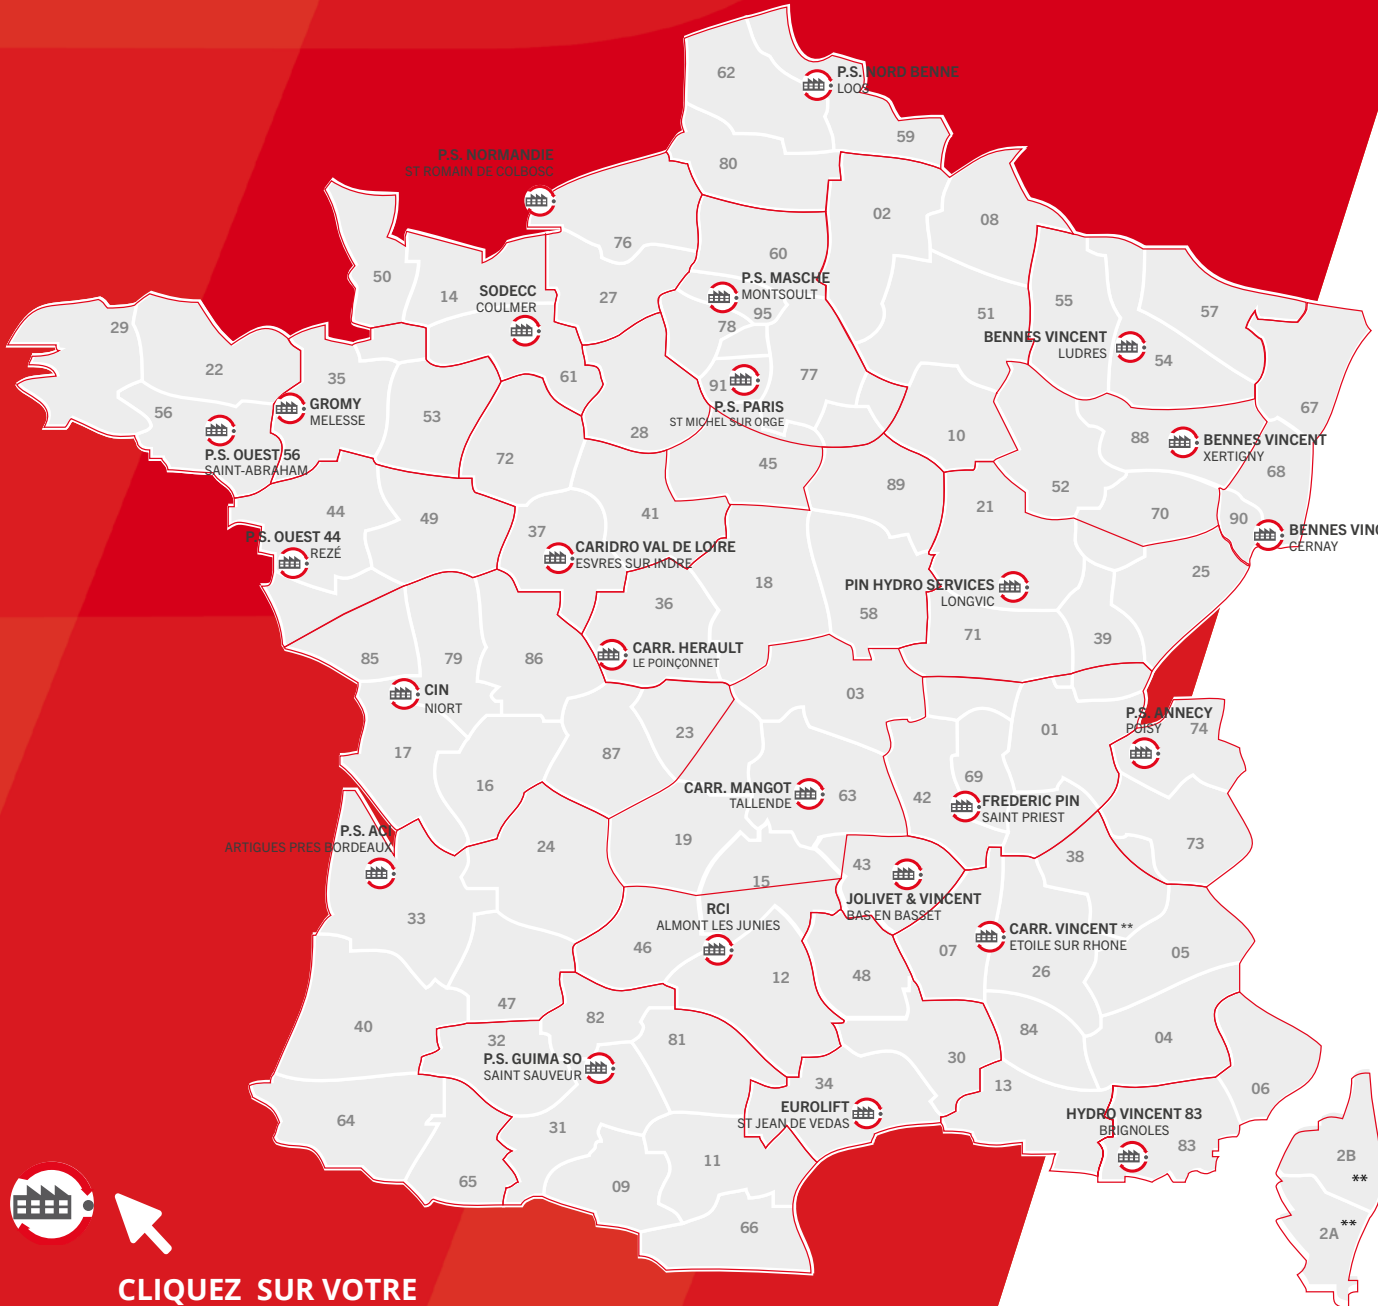 62
P.S. NORD BENNE
LOOS
59
80
P.S. NORMANDIE
ST ROMAIN DE COLBOSC
02
08
76
60
50
14
SODECC
COULMER
27
P.S. MASCHE
MONTSOULT
95
78
51
55
57
BENNES VINCENT
LUDRES
54
29
22
35
GROMY
MELESSE
53
61
91
77
P.S. PARIS
ST MICHEL SUR ORGE
28
10
67
56
P.S. OUEST 56
SAINT-ABRAHAM
72
45
89
88
BENNES VINCENT
XERTIGNY
68
52
44
49
41
37
21
70
90
BENNES VINC
CERNAY
P.S. OUEST 44
REZÉ
CARIDRO VAL DE LOIRE
ESVRES SUR INDRE
25
36
18
58
PIN HYDRO SERVICES
LONGVIC
71
39
85
79
86
CARR. HERAULT
LE POINÇONNET
CIN
NIORT
03
23
01
P.S. ANNECY
POISY
74
17
16
87
CARR. MANGOT
TALLENDE
63
42
69
FREDERIC PIN
SAINT PRIEST
P.S. ACI
ARTIGUES PRES BORDEAUX
24
19
15
43
38
73
33
RCI
ALMONT LES JUNIES
JOLIVET & VINCENT
BAS EN BASSET
CARR. VINCENT **
ETOILE SUR RHONE
46
12
48
07
26
05
47
40
82
32
81
P.S. GUIMA SO
SAINT SAUVEUR
84
04
30
13
34
EUROLIFT
ST JEAN DE VEDAS
06
64
31
HYDRO VINCENT 83
BRIGNOLES
83
11
65
09
66
2B
**
2A **
CLIQUEZ SUR VOTRE